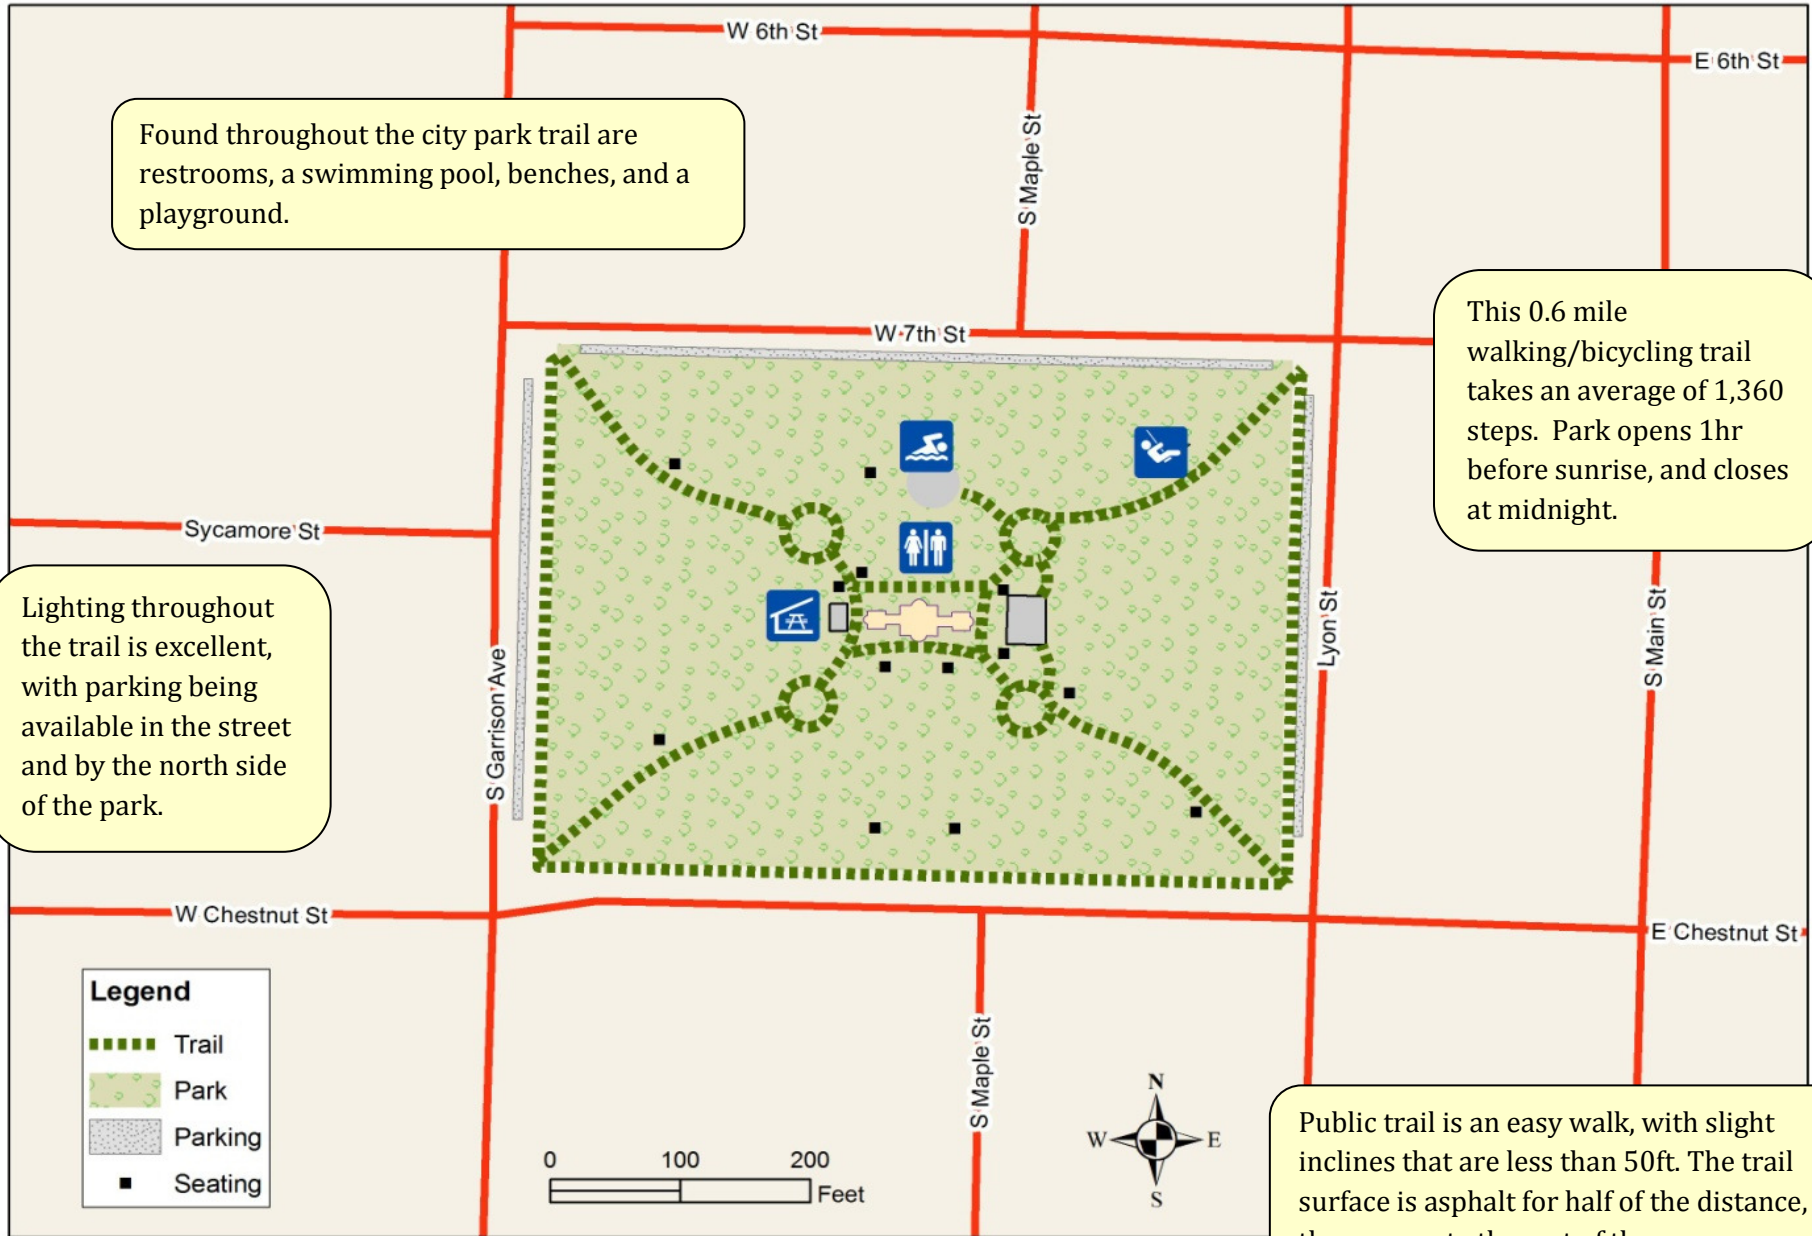 W 6th St
E 6th St
Found throughout the city park trail are
restrooms, a swimming pool, benches, and a
playground.
S Maple St
This 0.6 mile
walking/bicycling trail
takes an average of 1,360
steps. Park opens 1hr
before sunrise, and closes
at midnight.
W 7th St
Sycamore St
Lighting throughout
the trail is excellent,
with parking being
available in the street
and by the north side
of the park.
S Garrison Ave
Lyon St
S Main St
W Chestnut St
E Chestnut St
Legend
Trail
Park
Parking
Seating
0 100 200
Feet
S Maple St
N
W E
S
Public trail is an easy walk, with slight
inclines that are less than 50ft. The trail
surface is asphalt for half of the distance,